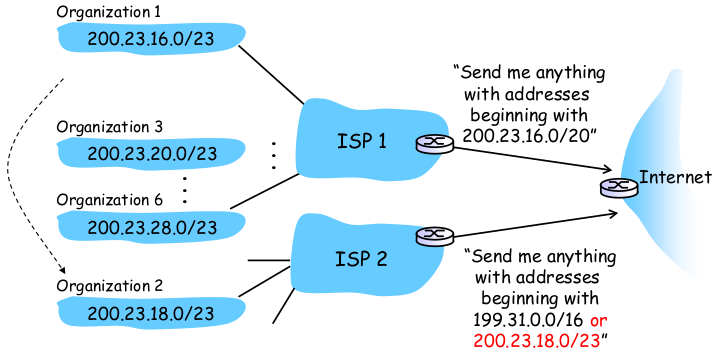 Organization 1
200.23.16.0/23
Organization 3
200.23.20.0/23
Organization 6
200.23.28.0/23
Organization 2
200.23.18.0/23
ISP 1
ISP 2
“Send me anything
with addresses
beginning with
200.23.16.0/20”
Internet
“Send me anything
with addresses
beginning with
199.31.0.0/16 or
200.23.18.0/23”